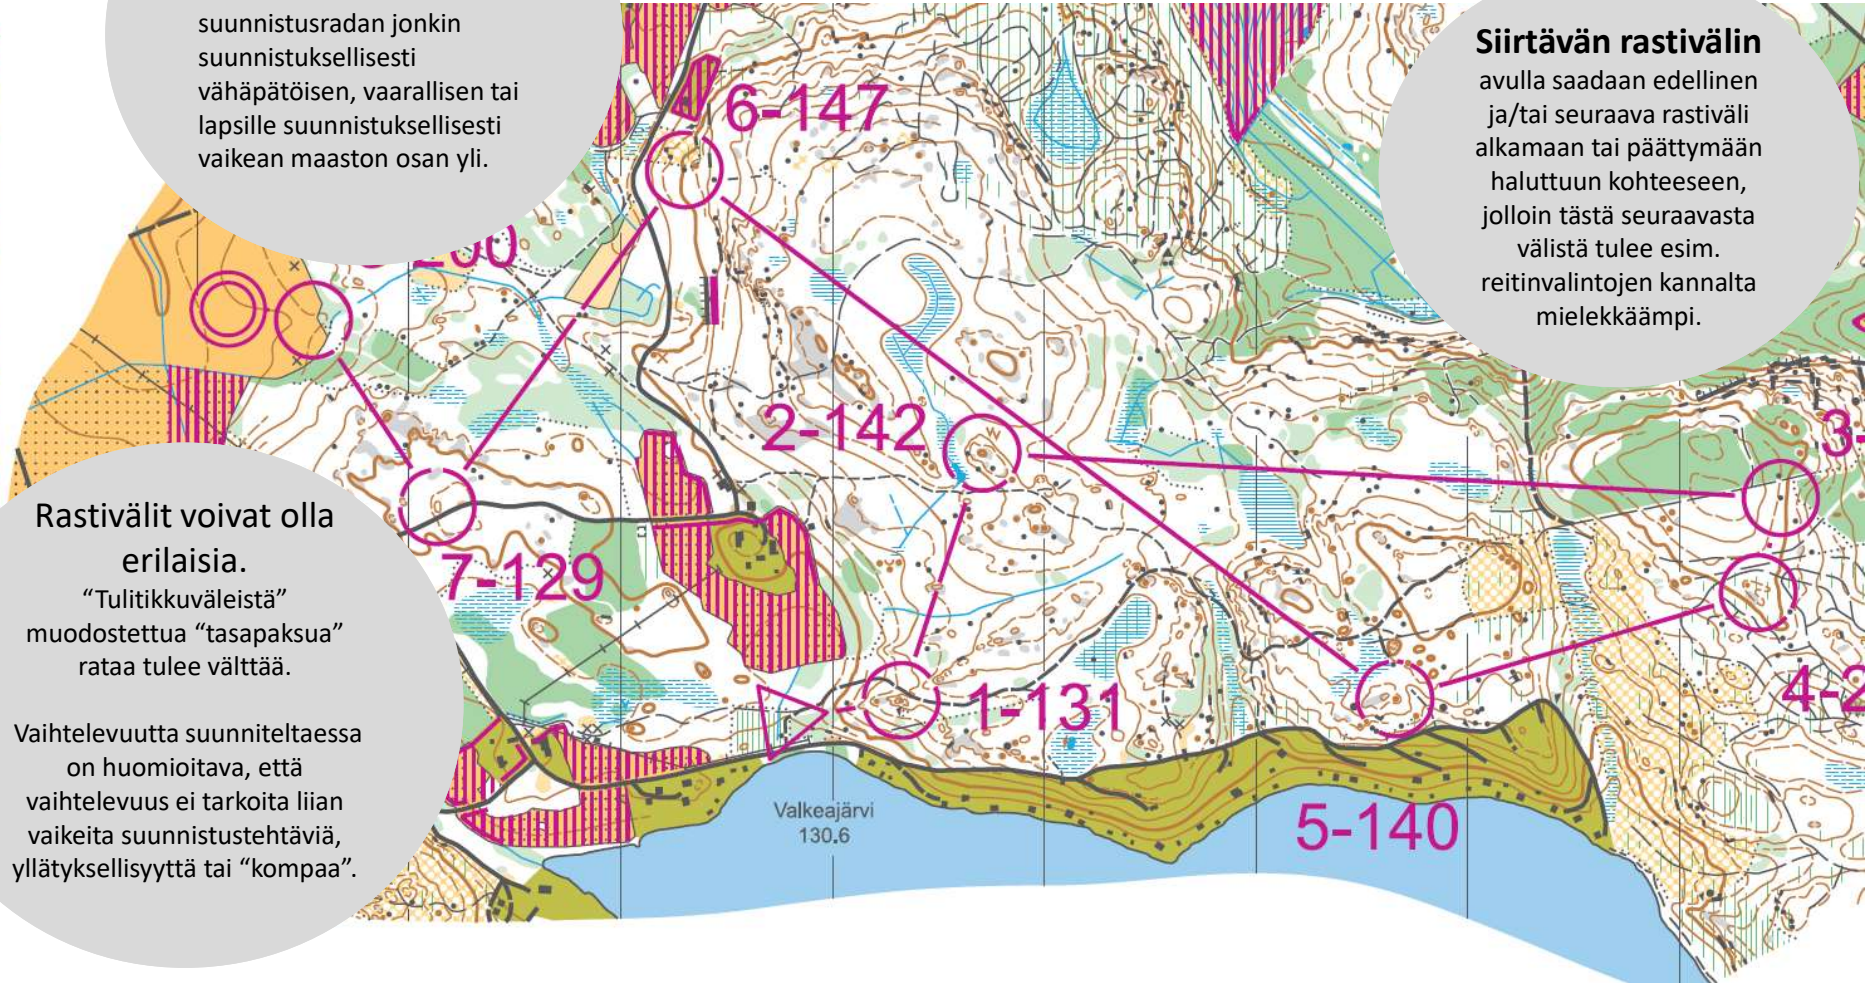 suunnistusradan jonkin
suunnistuksellisesti
vähäpätöisen, vaarallisen tai
lapsille suunnistuksellisesti
vaikean maaston osan yli.
Siirtävän rastivälin
avulla saadaan edellinen
ja/tai seuraava rastiväli
alkamaan tai päättymään
haluttuun kohteeseen,
jolloin tästä seuraavasta
välistä tulee esim.
reitinvalintojen kannalta
mielekkäämpi.
6-147
2-142
3-
Rastivälit voivat olla
erilaisia.
“Tulitikkuväleistä”
muodostettua “tasapaksua”
rataa tulee välttää.
Vaihtelevuutta suunniteltaessa
on huomioitava, että
vaihtelevuus ei tarkoita liian
vaikeita suunnistustehtäviä,
yllätyksellisyyttä tai “kompaa”.
7-129
1-131
4-2
Valkeajärvi
130.6
5-140